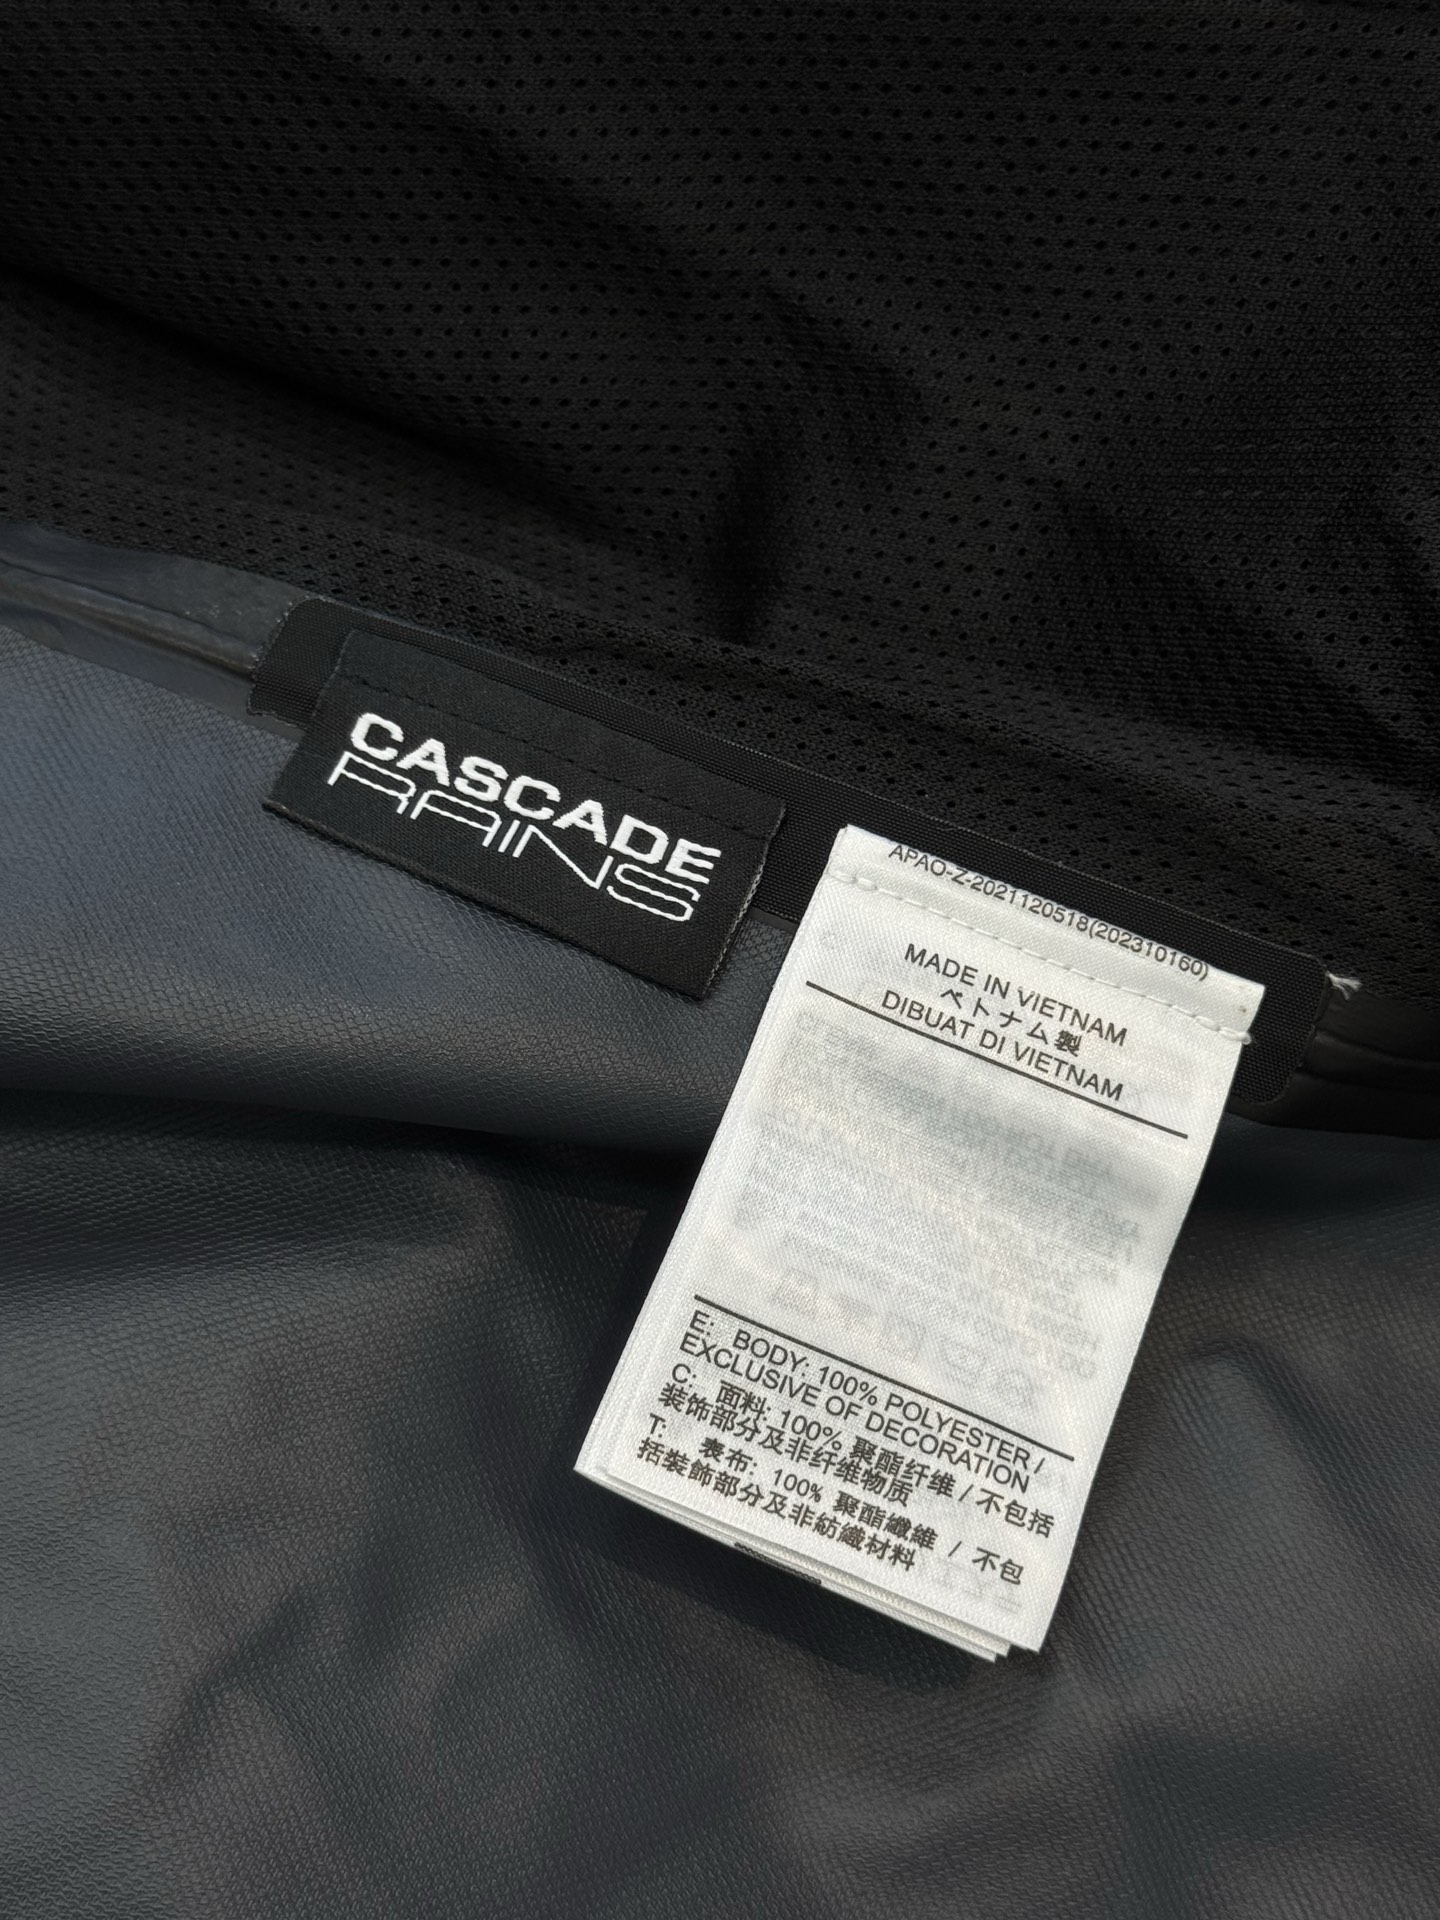 CASCADE
RAINS
APAO-Z-2021120518(202310160)
MADE IN VIETNAM
ベトナム製
DIBUAT DI VIETNAM
E: BODY: 100% POLYESTER /
EXCLUSIVE OF DECORATION
C: 面料: 100% 聚酯纤维 / 不包括
装饰部分及非纤维物质
T: 表布: 100% 聚酯纖維 / 不包
括裝飾部分及非紡織材料